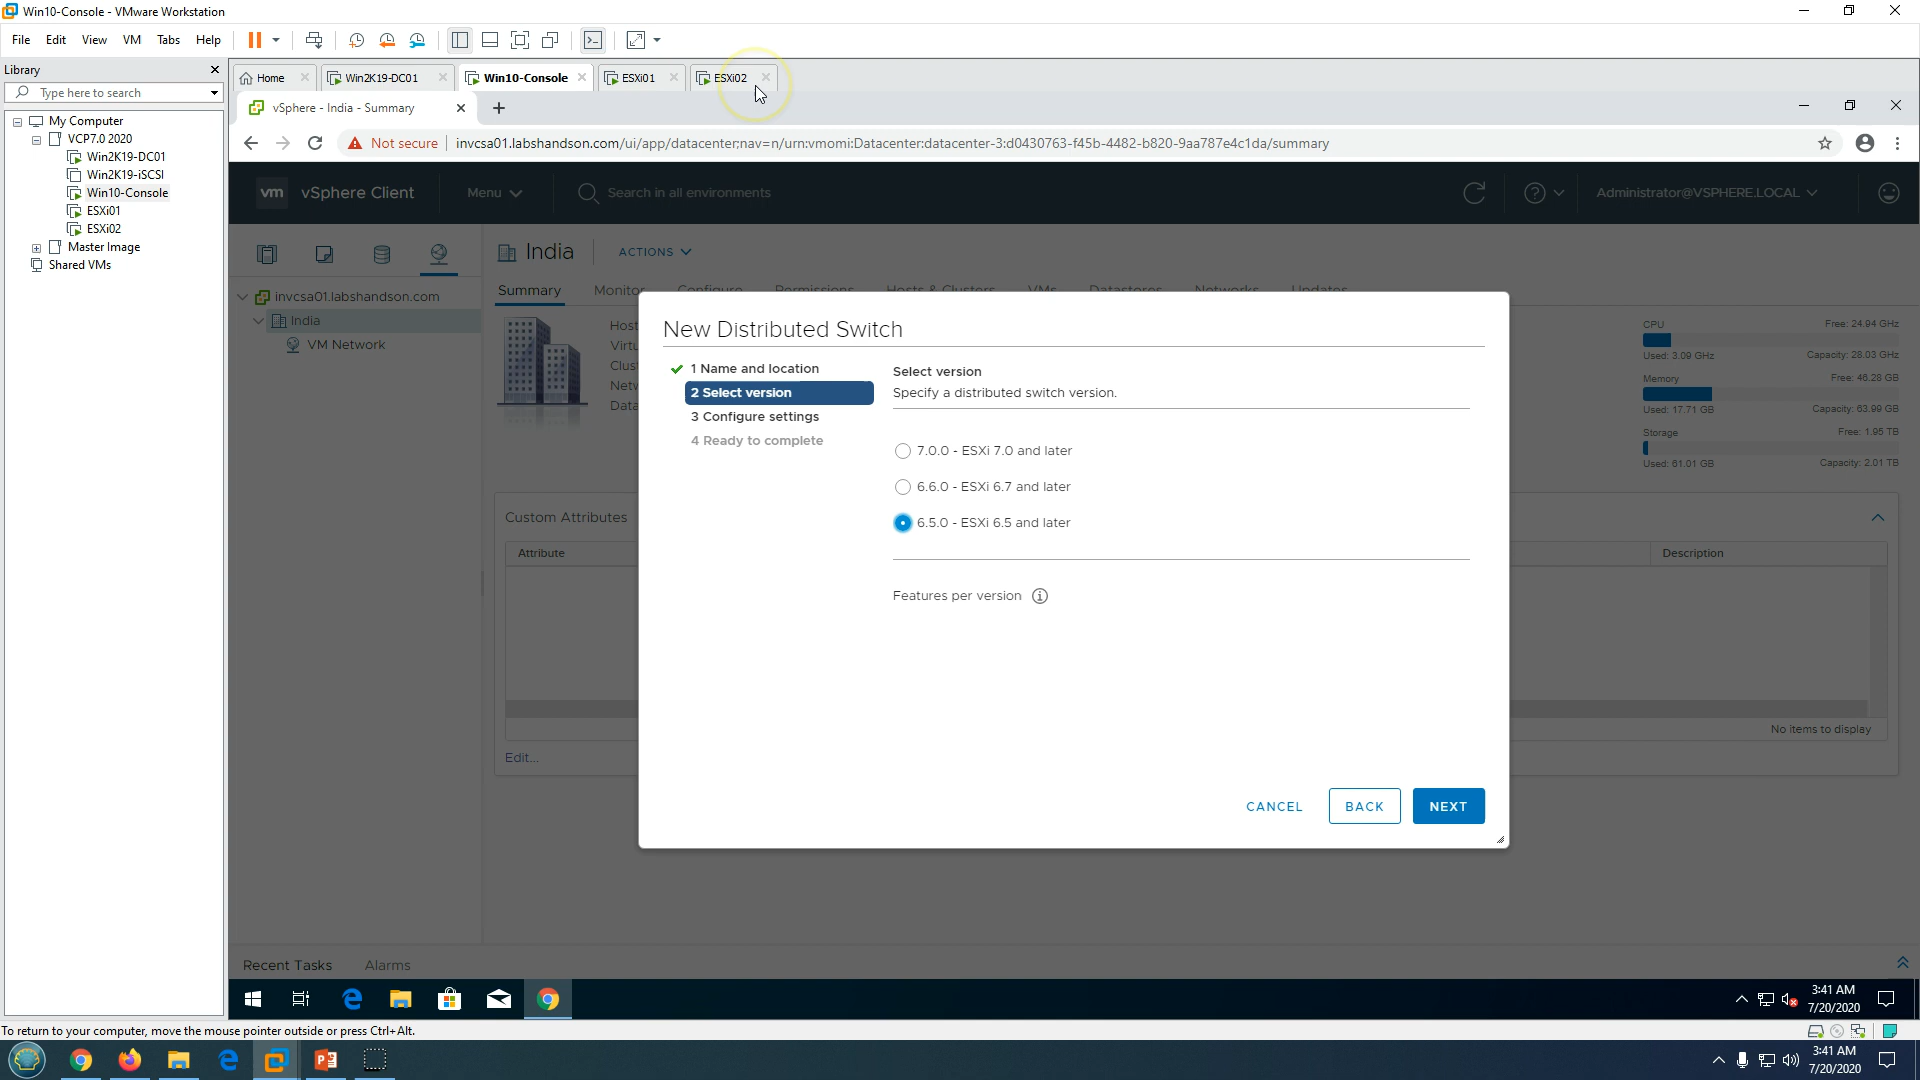 Win10-Console - VMware Workstation
File Edit View VM Tabs Help
Library
Type here to search
My Computer
VCP7.0 2020
Win2K19-DC01
Win2K19-iSCSI
Win10-Console
ESXi01
ESXi02
Master Image
Shared VMs
Home Win2K19-DC01 Win10-Console ESXi01 ESXi02
vSphere - India - Summary
Not secure invcsa01.labshandson.com/ui/app/datacenter;nav=n/urn:vmomi:Datacenter:datacenter-3:d0430763-f45b-4482-b820-9aa787e4c1da/summary
vm vSphere Client Menu Search in all environments Administrator@VSPHERE.LOCAL
invcsa01.labshandson.com
India
VM Network
India ACTIONS
Summary Monitor Configure Permissions Hosts & Clusters VMs Datastores Networks Updates
Host
Virtu
Clus
Netw
Data
CPU Free: 24.94 GHz
Used: 3.09 GHz Capacity: 28.03 GHz
Memory Free: 46.28 GB
Used: 17.71 GB Capacity: 63.99 GB
Storage Free: 1.95 TB
Used: 61.01 GB Capacity: 2.01 TB
Custom Attributes
Attribute
Description
No items to display
Edit...
New Distributed Switch
1 Name and location
2 Select version
3 Configure settings
4 Ready to complete
Select version
Specify a distributed switch version.
7.0.0 - ESXi 7.0 and later
6.6.0 - ESXi 6.7 and later
6.5.0 - ESXi 6.5 and later
Features per version
CANCEL BACK NEXT
Recent Tasks Alarms
3:41 AM
7/20/2020
To return to your computer, move the mouse pointer outside or press Ctrl+Alt.
3:41 AM
7/20/2020